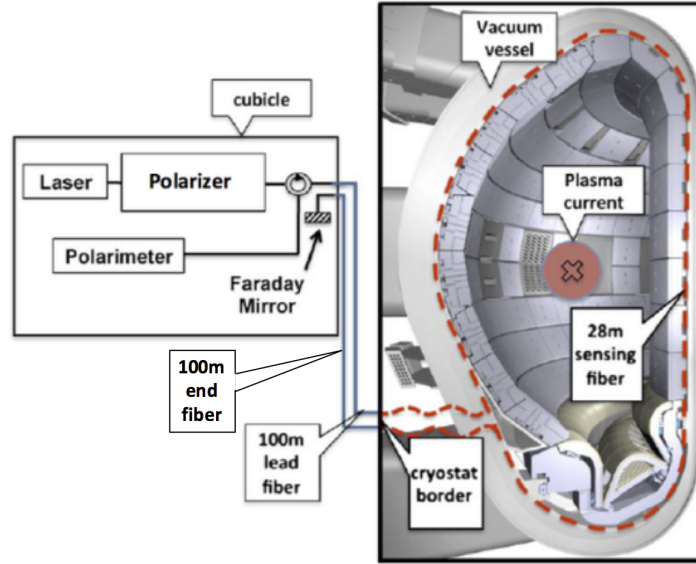 Vacuum
vessel
cubicle
Laser
Polarizer
Polarimeter
Faraday
Mirror
Plasma
current
28m
sensing
fiber
100m
end
fiber
100m
lead
fiber
cryostat
border